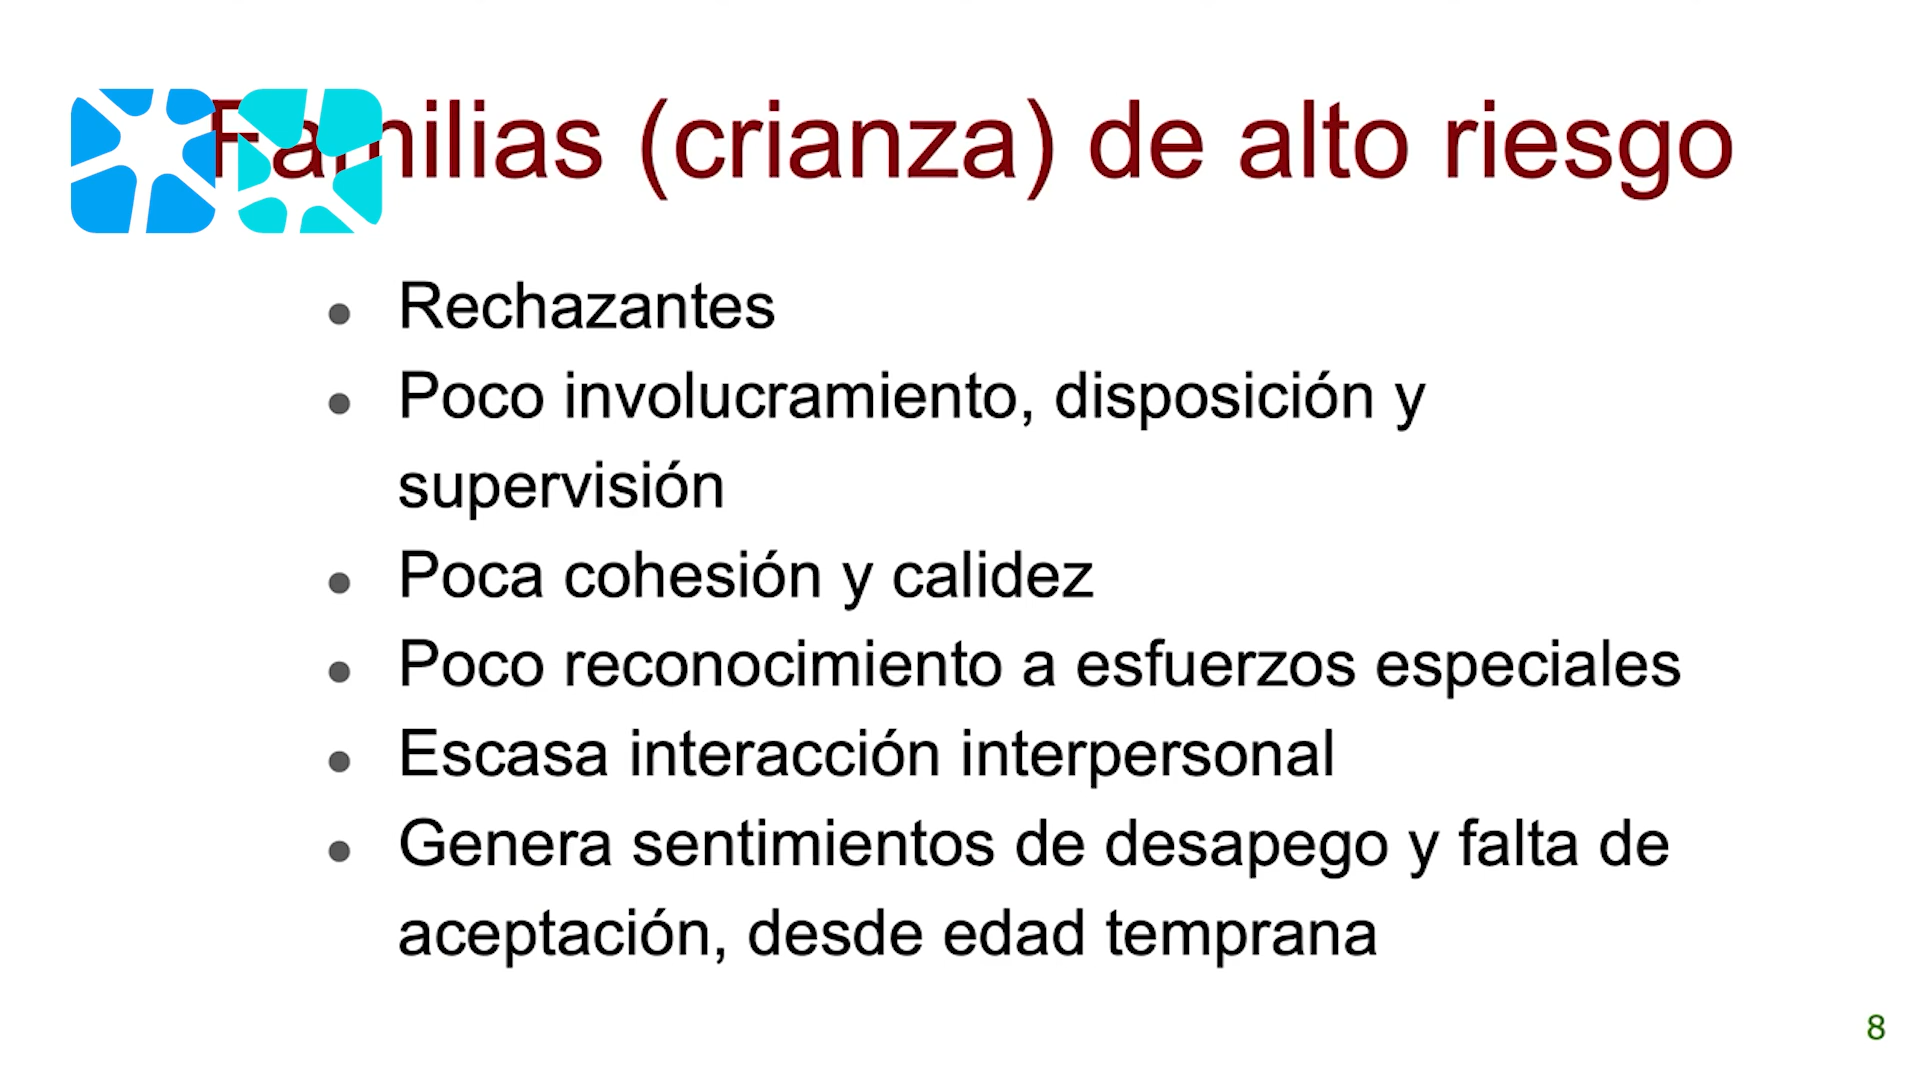 Familias (crianza) de alto riesgo
● Rechazantes
● Poco involucramiento, disposición y
supervisión
● Poca cohesión y calidez
● Poco reconocimiento a esfuerzos especiales
● Escasa interacción interpersonal
● Genera sentimientos de desapego y falta de
aceptación, desde edad temprana
8